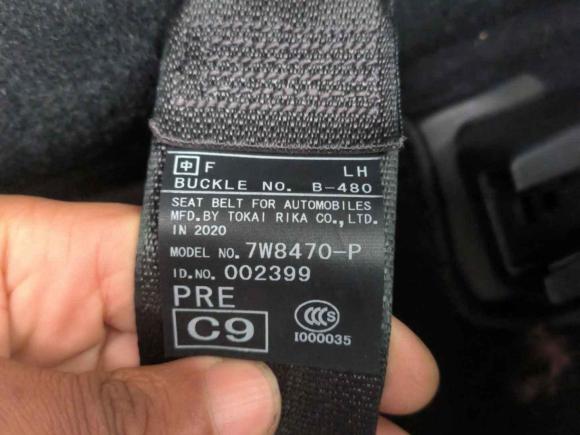 中 F LH
BUCKLE NO. B-480
SEAT BELT FOR AUTOMOBILES
MFD.BY TOKAI RIKA CO.,LTD.
IN 2020
MODEL NO. 7W8470-P
ID.NO. 002399
PRE
C9
CCC S
I000035